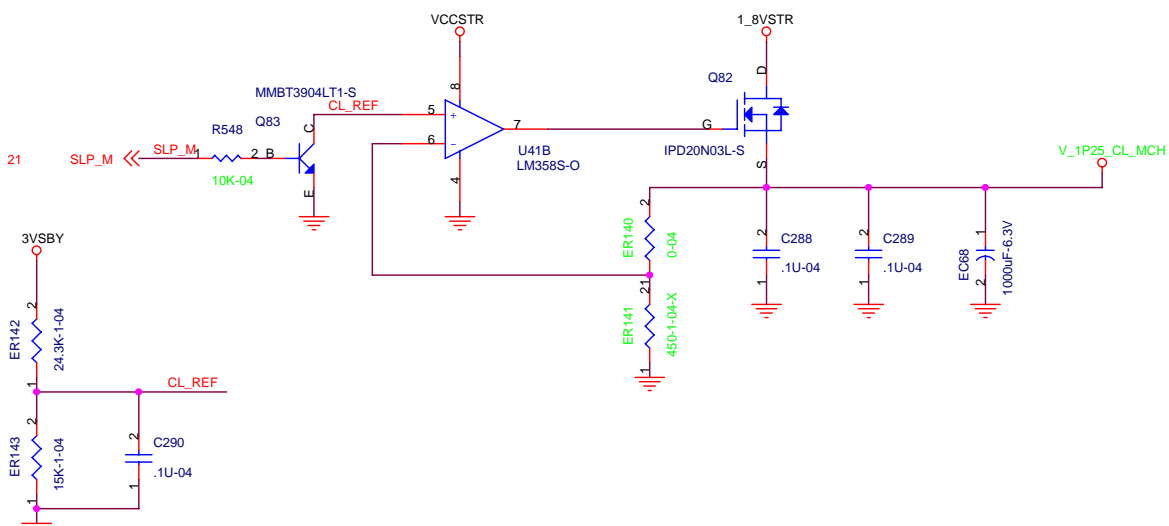 VCCSTR
1_8VSTR
8
D
Q82
MMBT3904LT1-S
CL_REF
5
+
R548
Q83
C
7
G
21
SLP_M
SLP_M
1
2
B
6
−
U41B
LM358S-O
IPD20N03L-S
V_1P25_CL_MCH
10K-04
E
4
S
3VSBY
2
ER140
0-04
2
C288
.1U-04
1
2
C289
.1U-04
1
1
EC68
1000uF-6.3V
2
21
ER141
450-1-04-X
1
2
ER142
24.3K-1-04
1
CL_REF
2
ER143
15K-1-04
1
2
C290
.1U-04
1